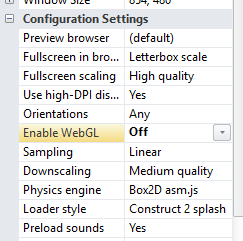 Window Size 854, 480
Configuration Settings
Preview browser (default)
Fullscreen in bro... Letterbox scale
Fullscreen scaling High quality
Use high-DPI dis... Yes
Orientations Any
Enable WebGL Off
Sampling Linear
Downscaling Medium quality
Physics engine Box2D asm.js
Loader style Construct 2 splash
Preload sounds Yes